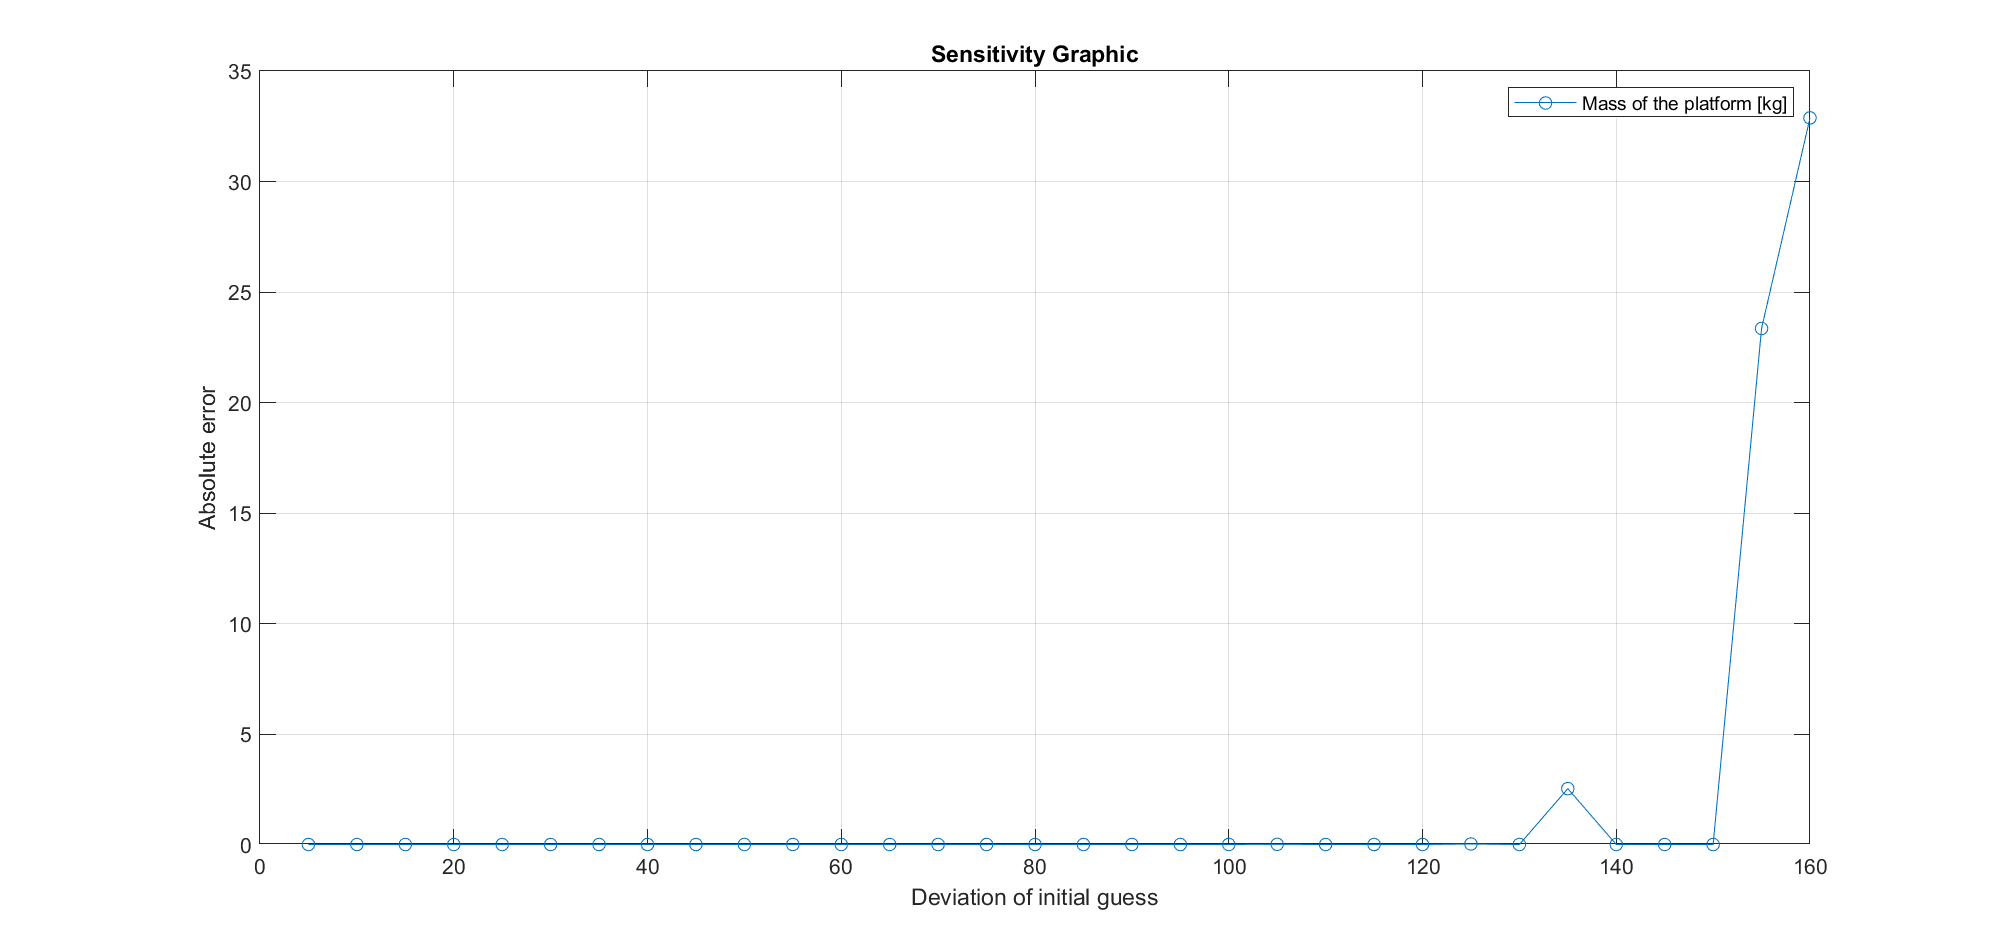 Sensitivity Graphic
Mass of the platform [kg]
35
30
25
20
15
10
5
0
Absolute error
0 20 40 60 80 100 120 140 160
Deviation of initial guess